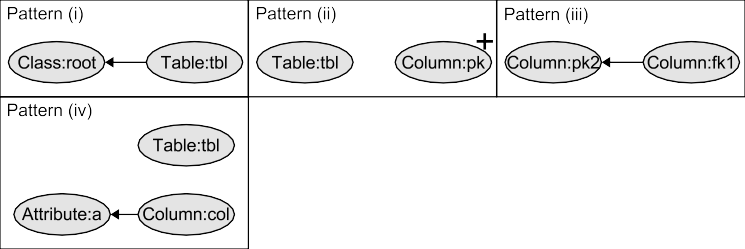 Pattern (i)
Class:root
Table:tbl
Pattern (ii)
Table:tbl
Column:pk
+
Pattern (iii)
Column:pk2
Column:fk1
Pattern (iv)
Table:tbl
Attribute:a
Column:col